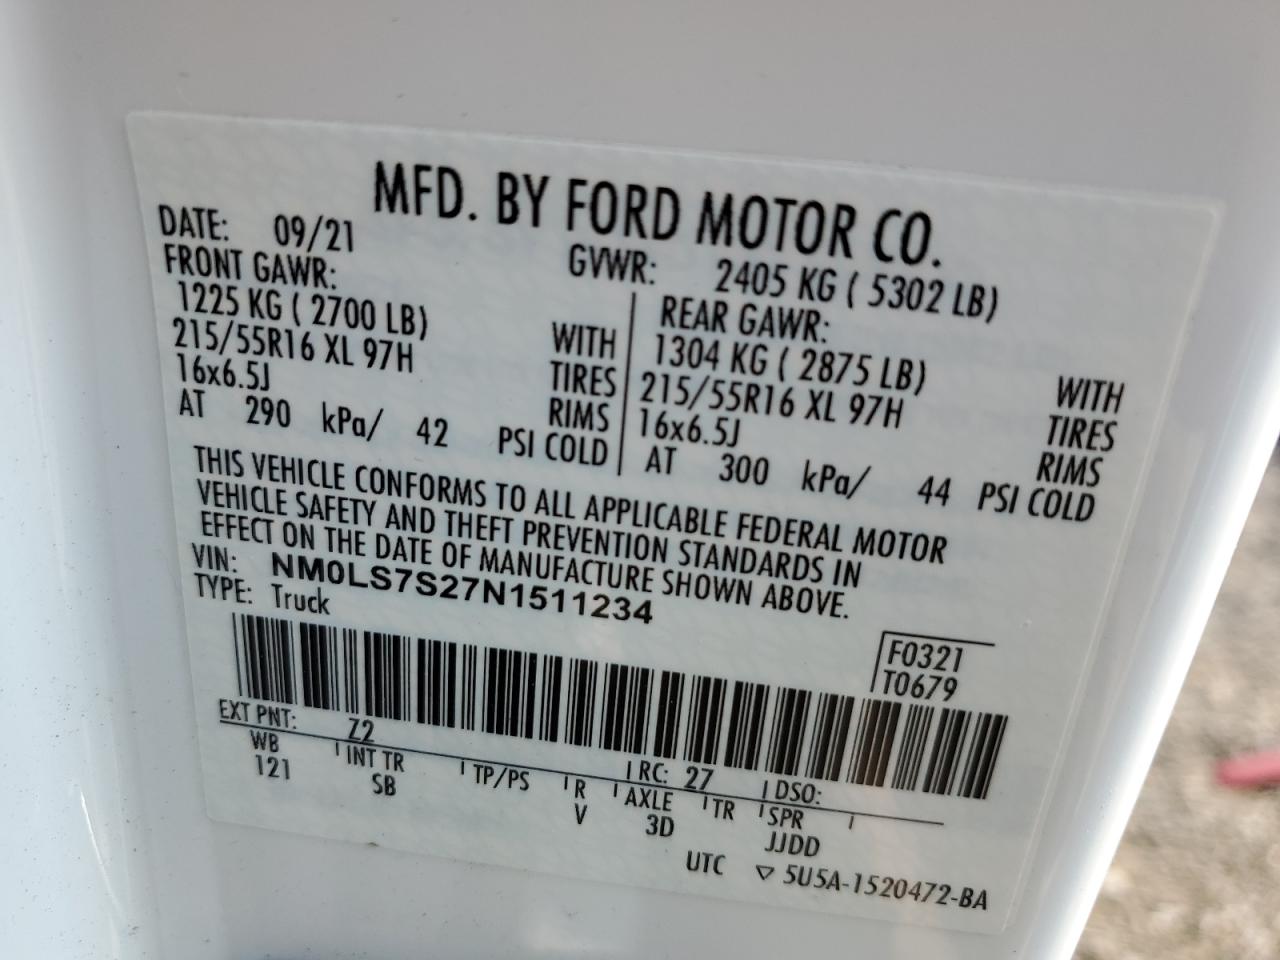 MFD. BY FORD MOTOR CO.
DATE: 09/21 GVWR: 2405 KG ( 5302 LB)
FRONT GAWR:
1225 KG ( 2700 LB) WITH
215/55R16 XL 97H TIRES
16x6.5J RIMS
AT 290 kPa/ 42 PSI COLD
REAR GAWR:
1304 KG ( 2875 LB) WITH
215/55R16 XL 97H TIRES
16x6.5J RIMS
AT 300 kPa/ 44 PSI COLD
THIS VEHICLE CONFORMS TO ALL APPLICABLE FEDERAL MOTOR
VEHICLE SAFETY AND THEFT PREVENTION STANDARDS IN
EFFECT ON THE DATE OF MANUFACTURE SHOWN ABOVE.
VIN: NM0LS7S27N1511234
TYPE: Truck
F0321
T0679
EXT PNT: Z2 RC: 27 DSO:
WB INT TR TP/PS R AXLE TR SPR
121 SB V 3D JJDD
UTC ▽ 5U5A-1520472-BA